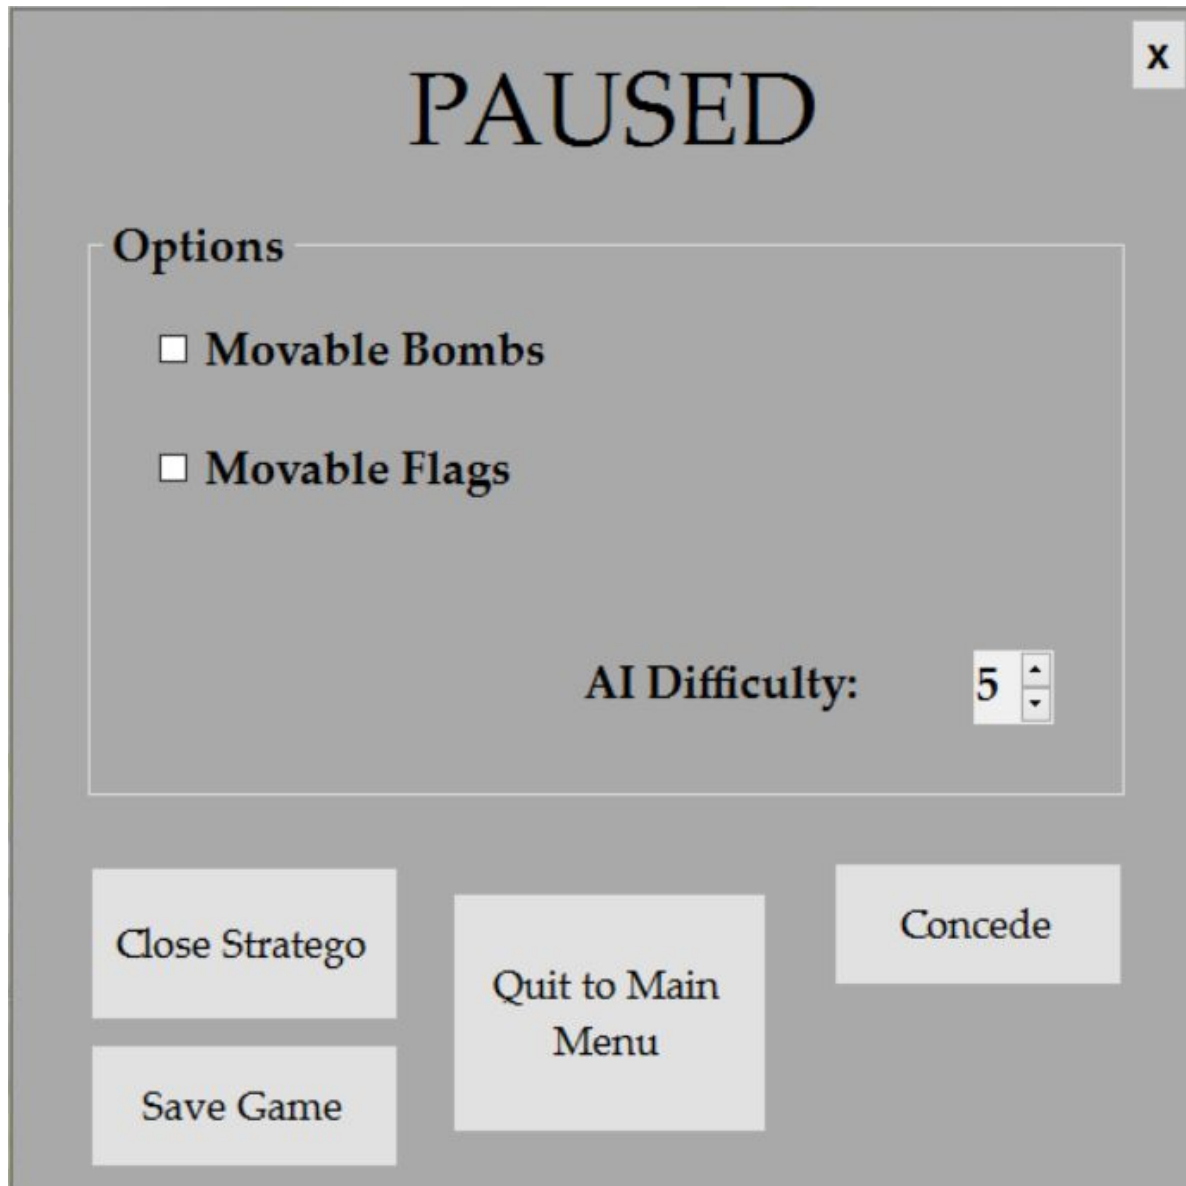 X
PAUSED
Options
Movable Bombs
Movable Flags
AI Difficulty:
5
Close Stratego
Quit to Main
Menu
Concede
Save Game